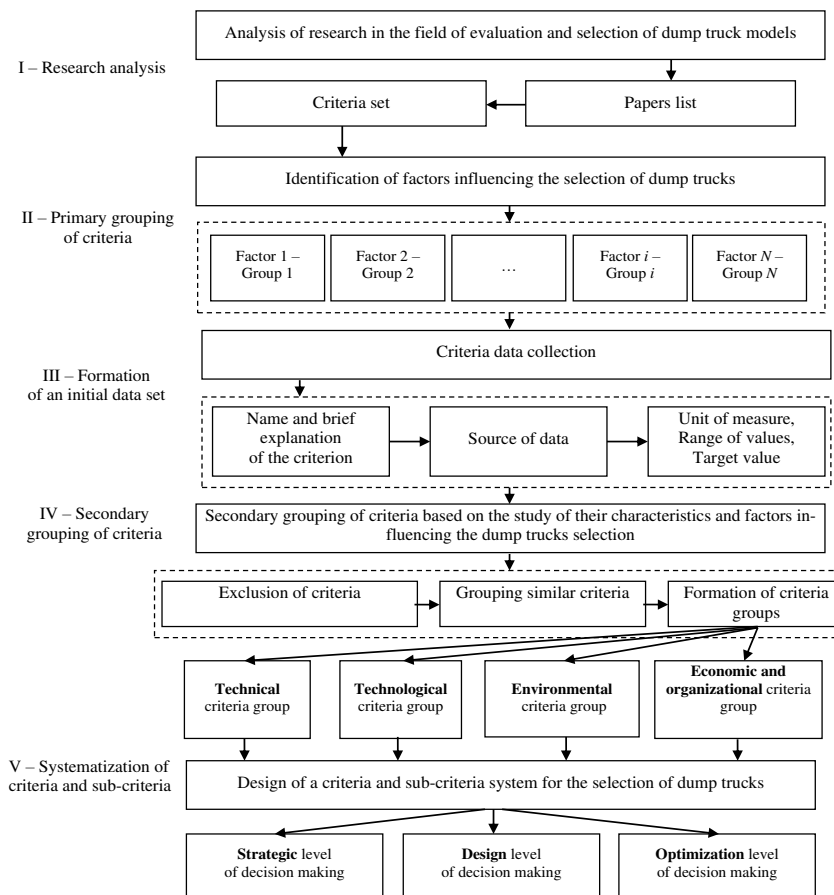 Analysis of research in the field of evaluation and selection of dump truck models
I – Research analysis
Criteria set
Papers list
Identification of factors influencing the selection of dump trucks
II – Primary grouping
of criteria
Factor 1 –
Group 1
Factor 2 –
Group 2
…
Factor i –
Group i
Factor N –
Group N
Criteria data collection
III – Formation
of an initial data set
Name and brief
explanation
of the criterion
Source of data
Unit of measure,
Range of values,
Target value
IV – Secondary
grouping of criteria
Secondary grouping of criteria based on the study of their characteristics and factors in-
fluencing the dump trucks selection
Exclusion of criteria
Grouping similar criteria
Formation of criteria
groups
Technical
criteria group
Technological
criteria group
Environmental
criteria group
Economic and
organizational criteria
group
V – Systematization of
criteria and sub-criteria
Design of a criteria and sub-criteria system for the selection of dump trucks
Strategic level
of decision making
Design level
of decision making
Optimization level
of decision making